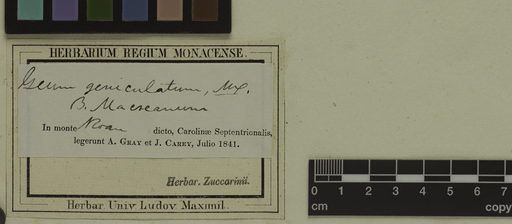 HERBARIUM REGIUM MONACENSE.
Geum geniculatum, Mx.
β. Macreanum
In monte Roan dicto, Carolinæ Septentrionalis,
legerunt A. GRAY et J. CAREY, Julio 1841.
Herbar. Zuccarinii.
Herbar. Univ. Ludov. Maximil.
0 1 2 3 4 5 6 7
cm copy